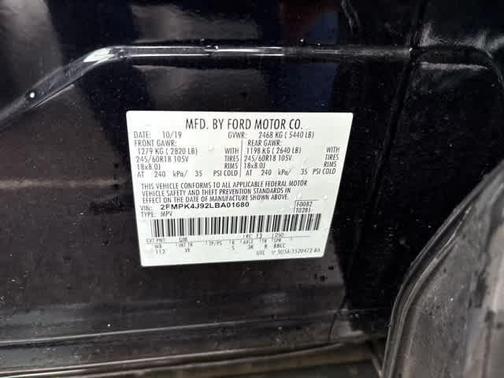 MFD. BY FORD MOTOR CO.
DATE: 10/19 GVWR: 2468 KG ( 5440 LB)
FRONT GAWR: REAR GAWR:
1279 KG ( 2820 LB) 1198 KG ( 2640 LB)
245/60R18 105V TIRES 245/60R18 105V
18x8.0J RIMS 18x8.0J
AT 240 kPa/ 35 PSI COLD AT 240 kPa/ 35 PSI COLD
THIS VEHICLE CONFORMS TO ALL APPLICABLE FEDERAL MOTOR
VEHICLE SAFETY AND THEFT PREVENTION STANDARDS IN
EFFECT ON THE DATE OF MANUFACTURE SHOWN ABOVE.
VIN: 2FMPK4J92LBA01680 F0082
TYPE: MPV
UTC